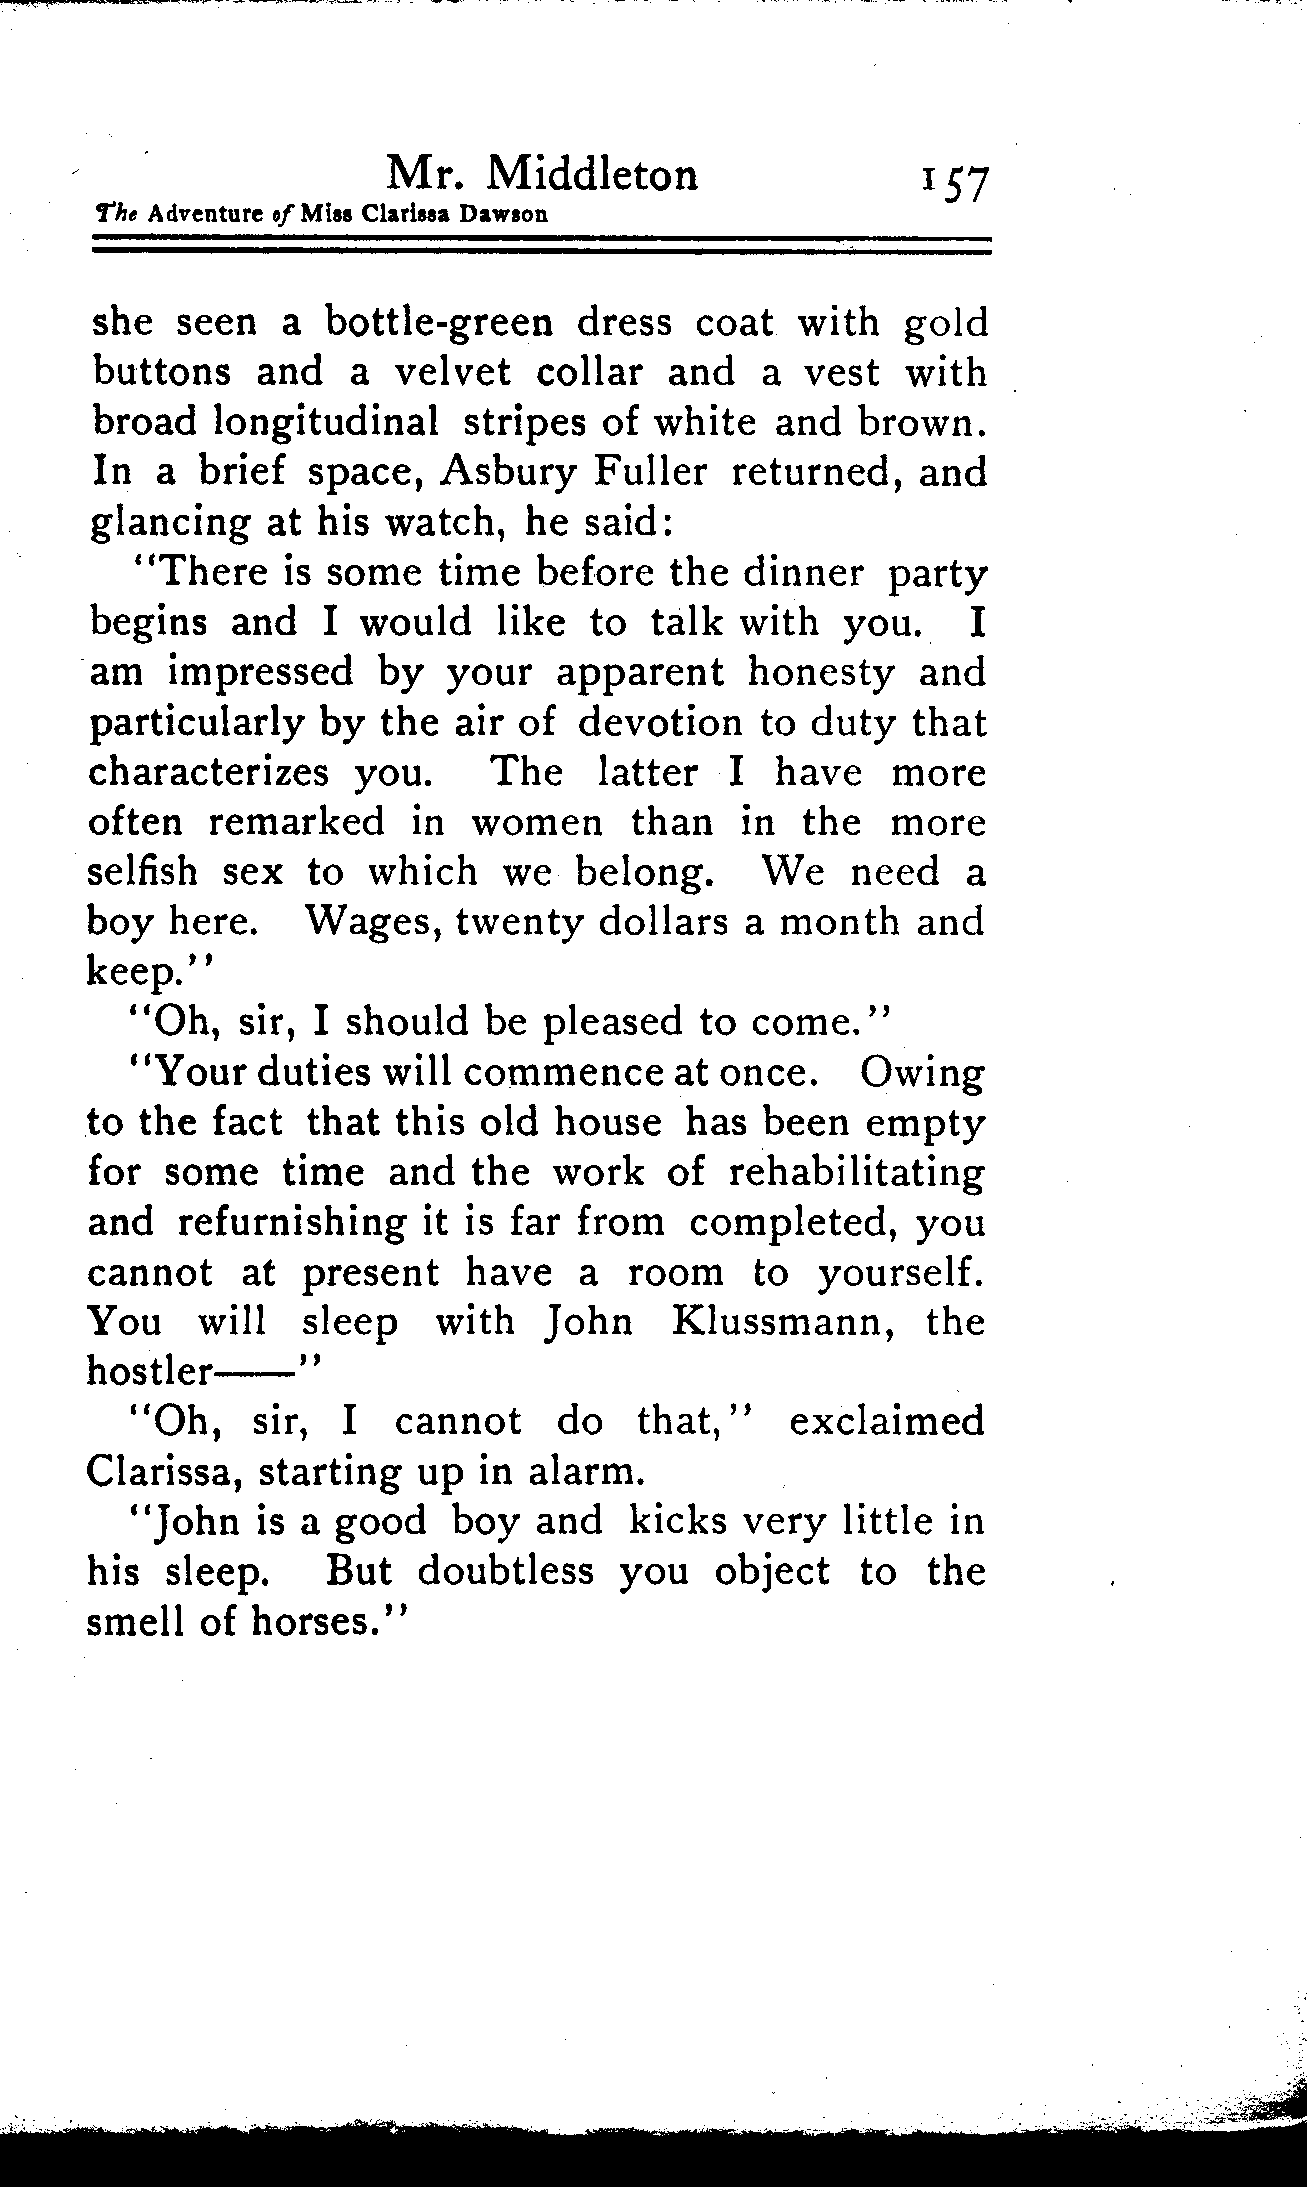 Mr. Middleton 157
The Adventure of Miss Clarissa Dawson
she seen a bottle-green dress coat with gold
buttons and a velvet collar and a vest with
broad longitudinal stripes of white and brown.
In a brief space, Asbury Fuller returned, and
glancing at his watch, he said:
"There is some time before the dinner party
begins and I would like to talk with you. I
am impressed by your apparent honesty and
particularly by the air of devotion to duty that
characterizes you. The latter I have more
often remarked in women than in the more
selfish sex to which we belong. We need a
boy here. Wages, twenty dollars a month and
keep."
"Oh, sir, I should be pleased to come."
"Your duties will commence at once. Owing
to the fact that this old house has been empty
for some time and the work of rehabilitating
and refurnishing it is far from completed, you
cannot at present have a room to yourself.
You will sleep with John Klussmann, the
hostler——"
"Oh, sir, I cannot do that," exclaimed
Clarissa, starting up in alarm.
"John is a good boy and kicks very little in
his sleep. But doubtless you object to the
smell of horses."